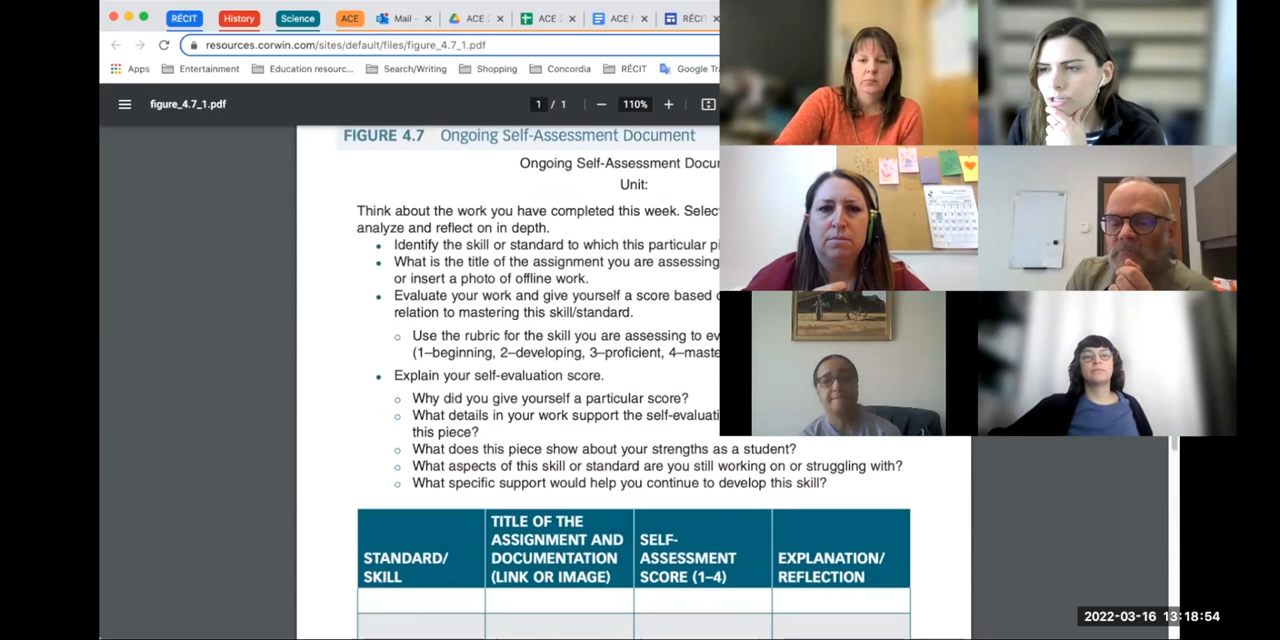 RÉCIT
History
Science
ACE
Mail -
ACE
ACE
ACE
RÉCIT
resources.corwin.com/sites/default/files/figure_4.7_1.pdf
Apps
Entertainment
Education resourc...
Search/Writing
Shopping
Concordia
RÉCIT
Google Tra
figure_4.7_1.pdf
1 / 1
110%
FIGURE 4.7 Ongoing Self-Assessment Document
Ongoing Self-Assessment Docu
Unit:
Think about the work you have completed this week. Selec
analyze and reflect on in depth.
• Identify the skill or standard to which this particular pi
• What is the title of the assignment you are assessing
or insert a photo of offline work.
• Evaluate your work and give yourself a score based
relation to mastering this skill/standard.
○ Use the rubric for the skill you are assessing to ev
(1–beginning, 2–developing, 3–proficient, 4–maste
• Explain your self-evaluation score.
○ Why did you give yourself a particular score?
○ What details in your work support the self-evaluati
this piece?
○ What does this piece show about your strengths as a student?
○ What aspects of this skill or standard are you still working on or struggling with?
○ What specific support would help you continue to develop this skill?
STANDARD/
SKILL
TITLE OF THE
ASSIGNMENT AND
DOCUMENTATION
(LINK OR IMAGE)
SELF-
ASSESSMENT
SCORE (1–4)
EXPLANATION/
REFLECTION
2022-03-16 13:18:54